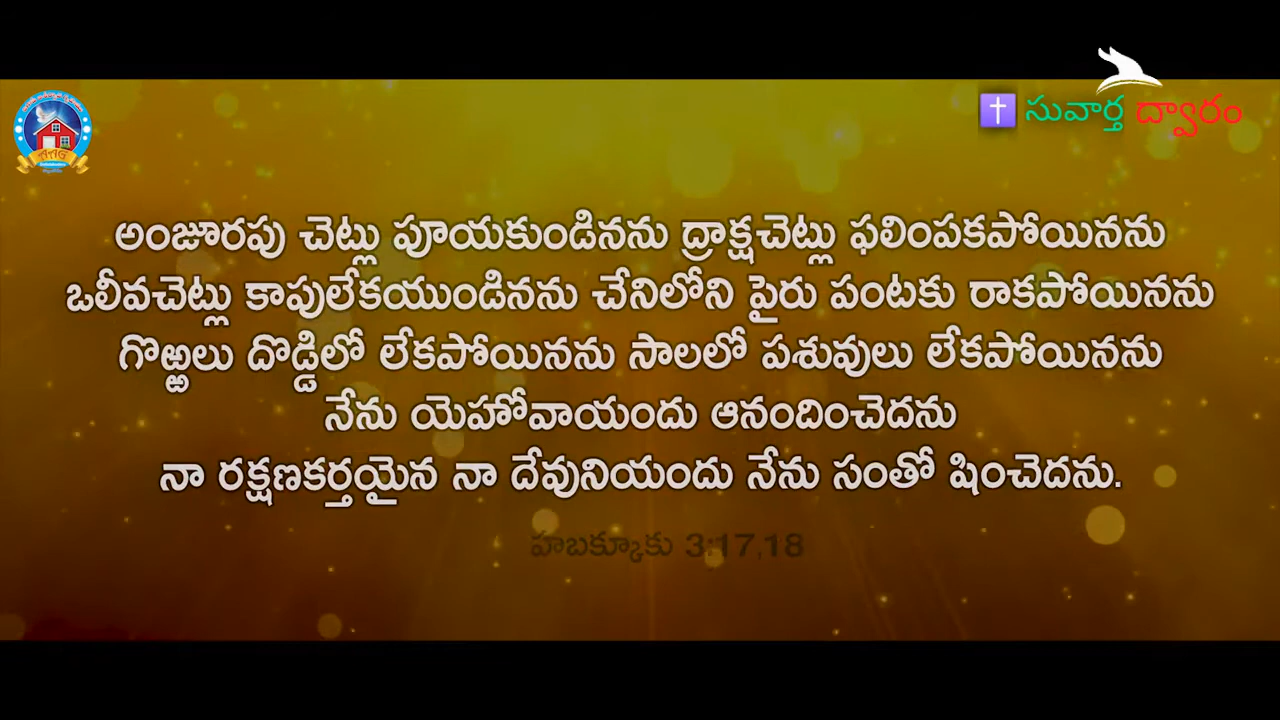 ✝ సువార్త ద్వారం
అంజూరపు చెట్లు పూయకుండినను ద్రాక్షచెట్లు ఫలింపకపోయినను
ఒలీవచెట్లు కాపులేకయుండినను చేనిలోని పైరు పంటకు రాకపోయినను
గొఱ్ఱలు దొడ్డిలో లేకపోయినను సాలలో పశువులు లేకపోయినను
నేను యెహోవాయందు ఆనందించెదను
నా రక్షణకర్తయైన నా దేవునియందు నేను సంతో షించెదను.
హబక్కూకు 3:17,18